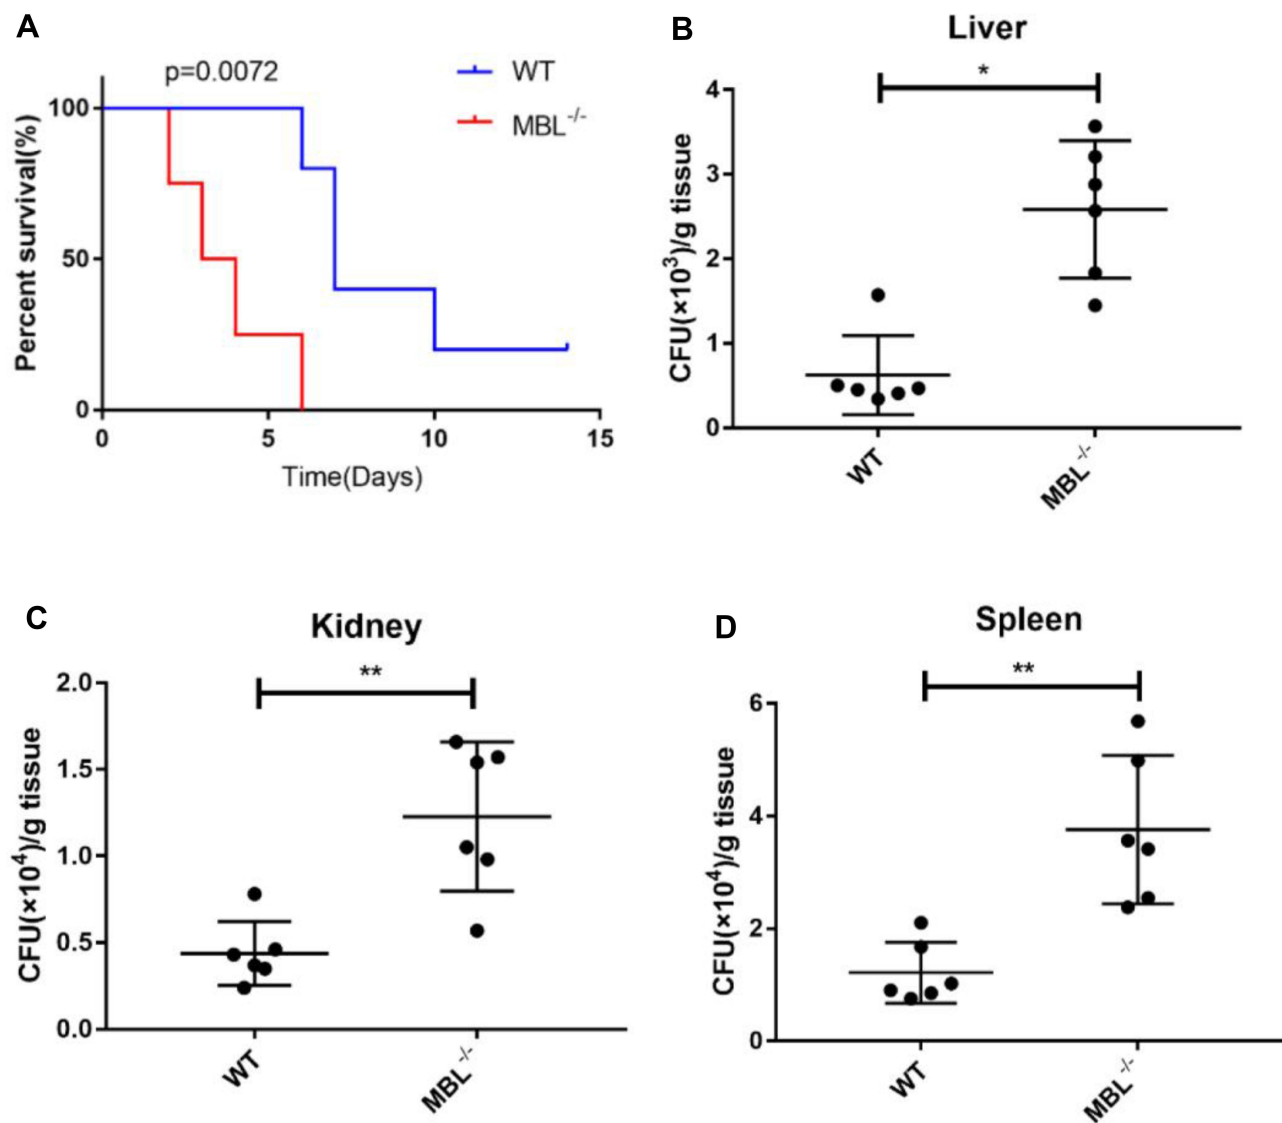 A
p=0.0072
WT
MBL-/-
Percent survival(%)
100
50
0
0 5 10 15
Time(Days)
B
Liver
*
CFU(×10³)/g tissue
4
3
2
1
0
WT
MBL-/-
C
Kidney
**
CFU(×10⁴)/g tissue
2.0
1.5
1.0
0.5
0.0
WT
MBL-/-
D
Spleen
**
CFU(×10⁴)/g tissue
6
4
2
0
WT
MBL-/-